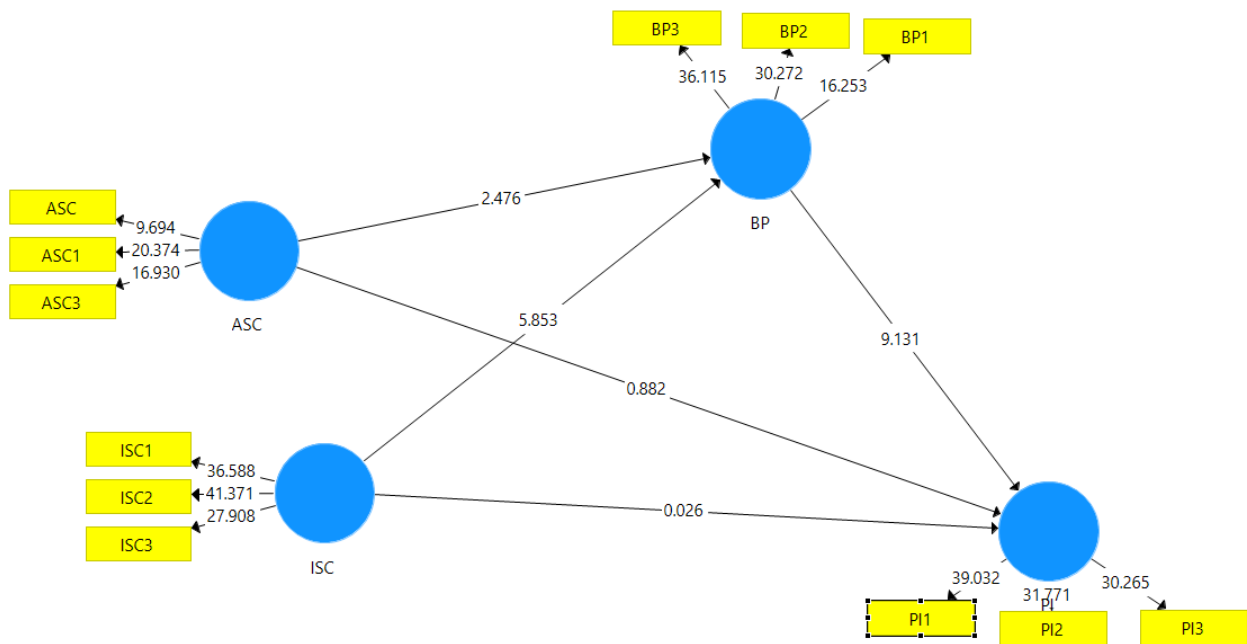 BP3
BP2
BP1
36.115
30.272
16.253
ASC
9.694
ASC1
20.374
ASC3
16.930
ASC
2.476
BP
5.853
9.131
0.882
ISC1
36.588
ISC2
41.371
ISC3
27.908
ISC
0.026
39.032
31.771
30.265
PI
PI1
PI2
PI3